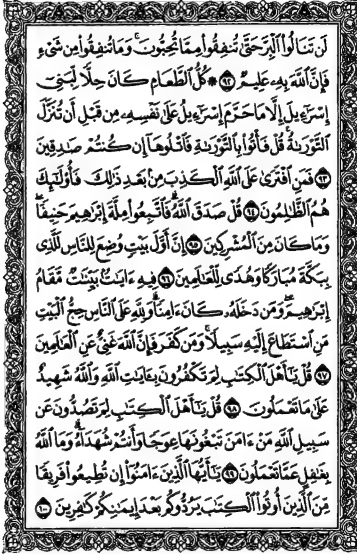 لَن تَنَالُوا۟ ٱلْبِرَّ حَتَّىٰ تُنفِقُوا۟ مِمَّا تُحِبُّونَ ۚ وَمَا تُنفِقُوا۟ مِن شَىْءٍ
فَإِنَّ ٱللَّهَ بِهِۦ عَلِيمٌ ٩٢ ۞ كُلُّ ٱلطَّعَامِ كَانَ حِلًّا لِّبَنِىٓ
إِسْرَٰٓءِيلَ إِلَّا مَا حَرَّمَ إِسْرَٰٓءِيلُ عَلَىٰ نَفْسِهِۦ مِن قَبْلِ أَن تُنَزَّلَ
ٱلتَّوْرَىٰةُ ۗ قُلْ فَأْتُوا۟ بِٱلتَّوْرَىٰةِ فَٱتْلُوهَآ إِن كُنتُمْ صَـٰدِقِينَ
٩٣ فَمَنِ ٱفْتَرَىٰ عَلَى ٱللَّهِ ٱلْكَذِبَ مِنۢ بَعْدِ ذَٰلِكَ فَأُو۟لَـٰٓئِكَ
هُمُ ٱلظَّـٰلِمُونَ ٩٤ قُلْ صَدَقَ ٱللَّهُ ۗ فَٱتَّبِعُوا۟ مِلَّةَ إِبْرَٰهِيمَ حَنِيفًا
وَمَا كَانَ مِنَ ٱلْمُشْرِكِينَ ٩٥ إِنَّ أَوَّلَ بَيْتٍ وُضِعَ لِلنَّاسِ لَلَّذِى
بِبَكَّةَ مُبَارَكًا وَهُدًى لِّلْعَـٰلَمِينَ ٩٦ فِيهِ ءَايَـٰتٌۢ بَيِّنَـٰتٌ مَّقَامُ
إِبْرَٰهِيمَ ۖ وَمَن دَخَلَهُۥ كَانَ ءَامِنًا ۗ وَلِلَّهِ عَلَى ٱلنَّاسِ حِجُّ ٱلْبَيْتِ
مَنِ ٱسْتَطَاعَ إِلَيْهِ سَبِيلًا ۚ وَمَن كَفَرَ فَإِنَّ ٱللَّهَ غَنِىٌّ عَنِ ٱلْعَـٰلَمِينَ
٩٧ قُلْ يَـٰٓأَهْلَ ٱلْكِتَـٰبِ لِمَ تَكْفُرُونَ بِـَٔايَـٰتِ ٱللَّهِ وَٱللَّهُ شَهِيدٌ
عَلَىٰ مَا تَعْمَلُونَ ٩٨ قُلْ يَـٰٓأَهْلَ ٱلْكِتَـٰبِ لِمَ تَصُدُّونَ عَن
سَبِيلِ ٱللَّهِ مَنْ ءَامَنَ تَبْغُونَهَا عِوَجًا وَأَنتُمْ شُهَدَآءُ ۗ وَمَا ٱللَّهُ
بِغَـٰفِلٍ عَمَّا تَعْمَلُونَ ٩٩ يَـٰٓأَيُّهَا ٱلَّذِينَ ءَامَنُوٓا۟ إِن تُطِيعُوا۟ فَرِيقًا
مِّنَ ٱلَّذِينَ أُوتُوا۟ ٱلْكِتَـٰبَ يَرُدُّوكُم بَعْدَ إِيمَـٰنِكُمْ كَـٰفِرِينَ ١٠٠